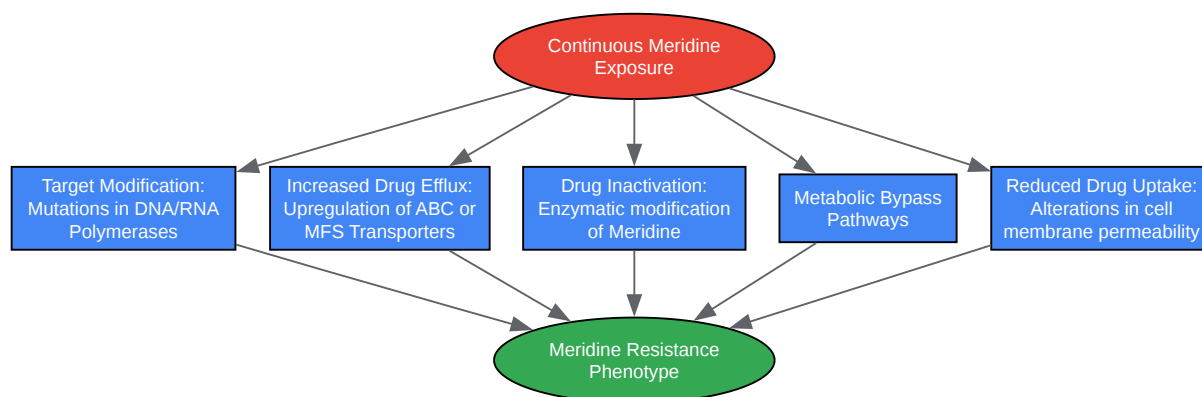 Continuous Meridine
Exposure
Target Modification:
Mutations in DNA/RNA
Polymerases
Increased Drug Efflux:
Upregulation of ABC or
MFS Transporters
Drug Inactivation:
Enzymatic modification
of Meridine
Metabolic Bypass
Pathways
Reduced Drug Uptake:
Alterations in cell
membrane permeability
Meridine Resistance
Phenotype